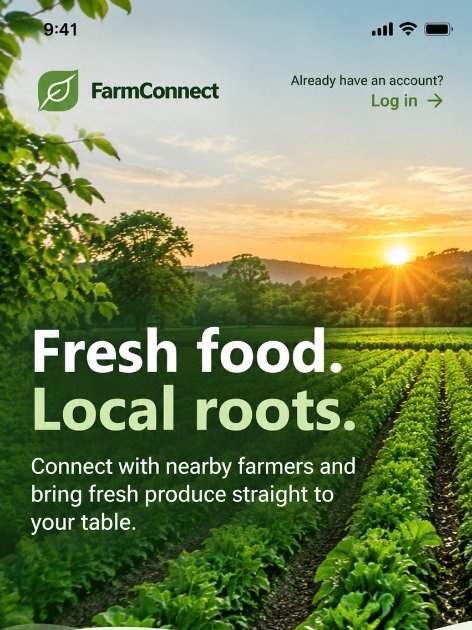 9:41
FarmConnect
Already have an account?
Log in →
Fresh food.
Local roots.
Connect with nearby farmers and
bring fresh produce straight to
your table.